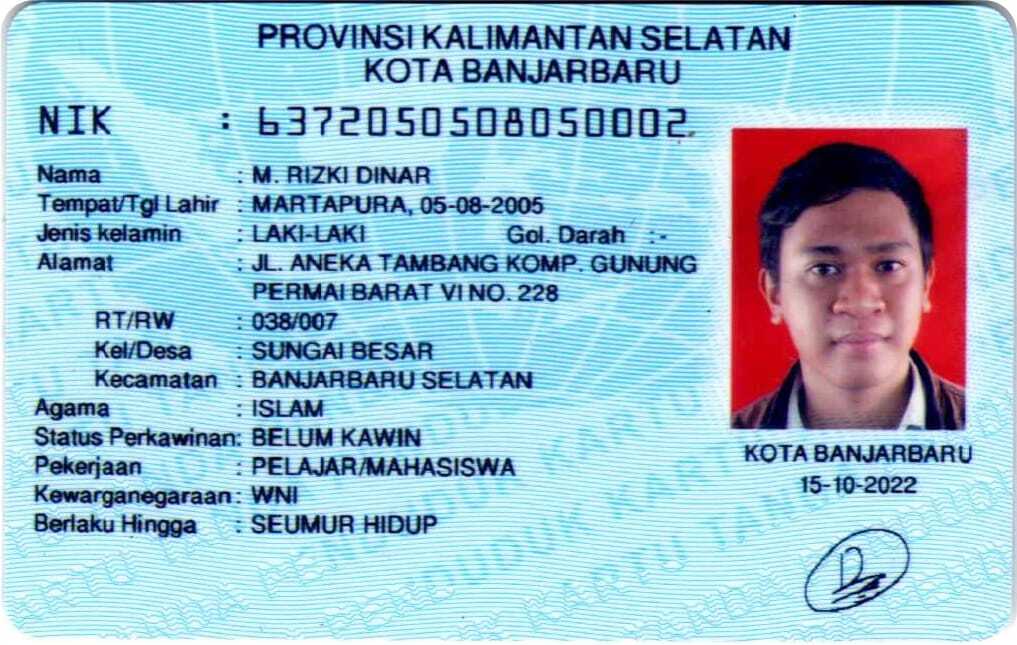 PROVINSI KALIMANTAN SELATAN
KOTA BANJARBARU
NIK : 6372050508050002
Nama : M. RIZKI DINAR
Tempat/Tgl Lahir : MARTAPURA, 05-08-2005
Jenis kelamin : LAKI-LAKI Gol. Darah : -
Alamat : JL. ANEKA TAMBANG KOMP. GUNUNG
PERMAI BARAT VI NO. 228
RT/RW : 038/007
Kel/Desa : SUNGAI BESAR
Kecamatan : BANJARBARU SELATAN
Agama : ISLAM
Status Perkawinan: BELUM KAWIN
Pekerjaan : PELAJAR/MAHASISWA
Kewarganegaraan : WNI
Berlaku Hingga : SEUMUR HIDUP
KOTA BANJARBARU
15-10-2022